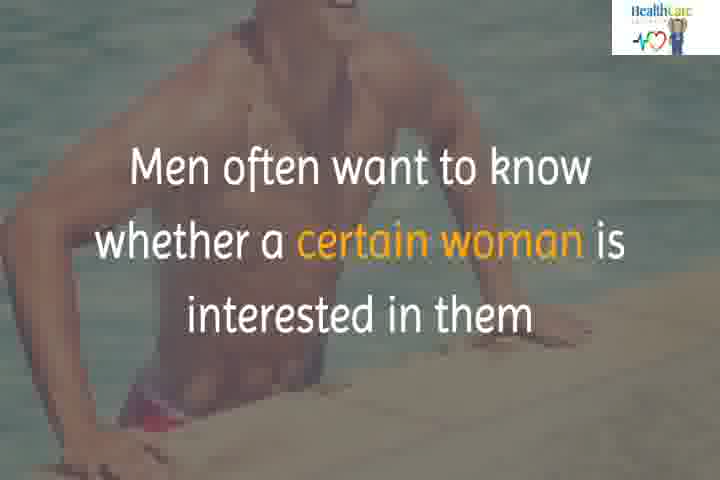 HealthCare
Men often want to know
whether a certain woman is
interested in them